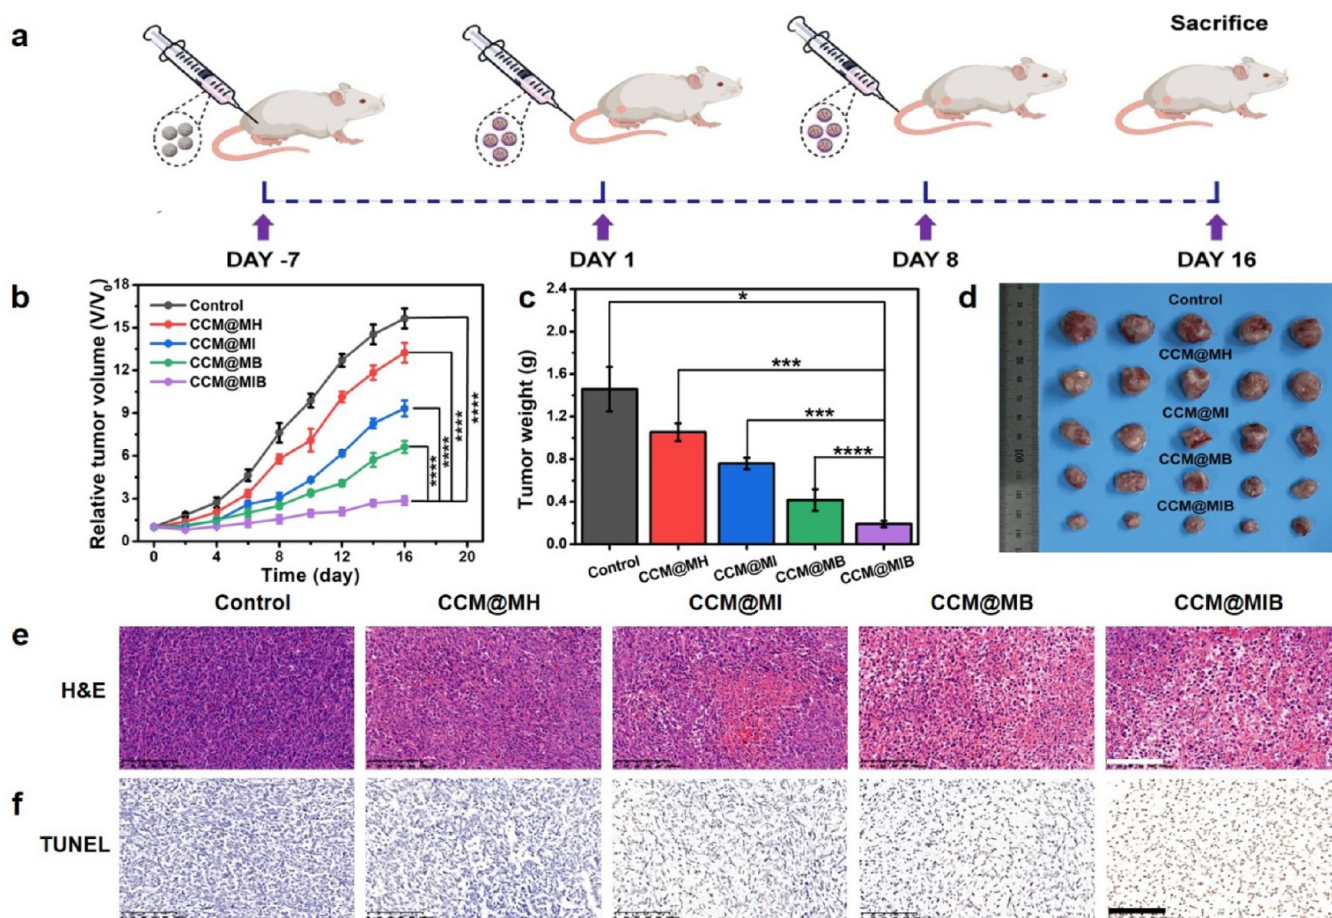 a
Sacrifice
DAY -7
DAY 1
DAY 8
DAY 16
b
Relative tumor volume (V/V0)
18
15
12
9
6
3
0
Control
CCM@MH
CCM@MI
CCM@MB
CCM@MIB
****
****
****
****
0 4 8 12 16 20
Time (day)
c
Tumor weight (g)
2.4
2.0
1.6
1.2
0.8
0.4
0.0
*
***
***
****
Control
CCM@MH
CCM@MI
CCM@MB
CCM@MIB
d
Control
CCM@MH
CCM@MI
CCM@MB
CCM@MIB
Control CCM@MH CCM@MI CCM@MB CCM@MIB
e
H&E
f
TUNEL